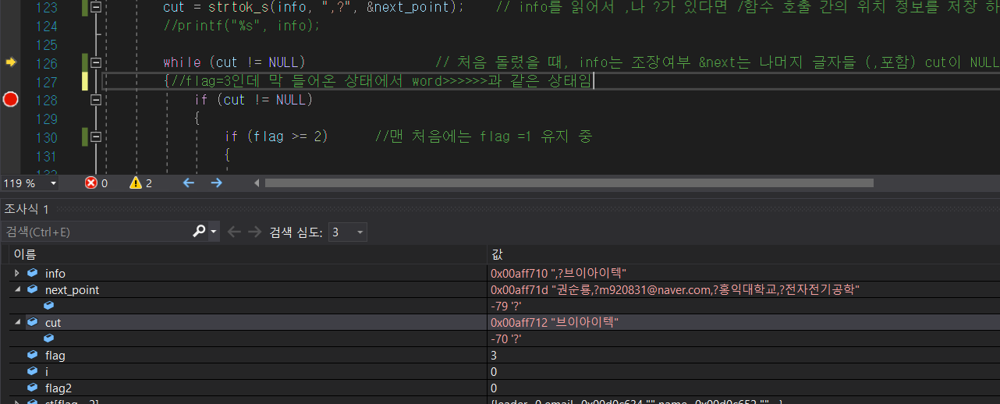 123 cut = strtok_s(info, ",?", &next_point); // info를 읽어서 ,나 ?가 있다면 /함수 호출 간의 위치 정보를 저장 하
124 //printf("%s", info);
125
126 while (cut != NULL) // 처음 돌렸을 때, info는 조장여부 &next는 나머지 글자들 (,포함) cut이 NULL
127 {//flag=3인데 막 들어온 상태에서 word>>>>>>과 같은 상태임
128 if (cut != NULL)
129 {
130 if (flag >= 2) //맨 처음에는 flag =1 유지 중
131 {
119 % 0 2
조사식 1
검색(Ctrl+E) 검색 심도: 3
이름 값
info 0x00aff710 ",?브이아이텍"
next_point 0x00aff71d "권순룡,?m920831@naver.com,?홍익대학교,?전자전기공학"
-79 '?'
cut 0x00aff712 "브이아이텍"
-70 '?'
flag 3
i 0
flag2 0